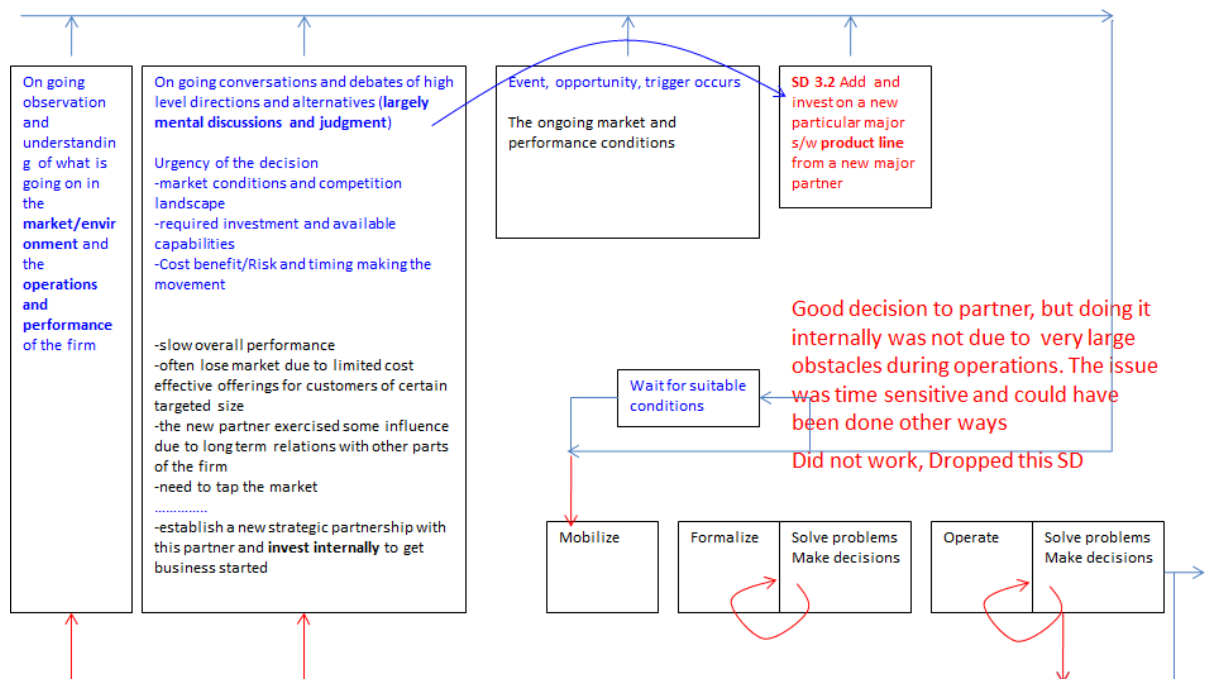 On going
observation
and
understandin
g of what is
going on in
the
market/envir
onment and
the
operations
and
performance
of the firm
On going conversations and debates of high
level directions and alternatives (largely
mental discussions and judgment)
Urgency of the decision
-market conditions and competition
landscape
-required investment and available
capabilities
-Cost benefit/Risk and timing making the
movement
-slow overall performance
-often lose market due to limited cost
effective offerings for customers of certain
targeted size
-the new partner exercised some influence
due to long term relations with other parts
of the firm
-need to tap the market
..............
-establish a new strategic partnership with
this partner and invest internally to get
business started
Event, opportunity, trigger occurs
The ongoing market and
performance conditions
SD 3.2 Add and
invest on a new
particular major
s/w product line
from a new major
partner
Good decision to partner, but doing it
internally was not due to very large
obstacles during operations. The issue
was time sensitive and could have
been done other ways
Did not work, Dropped this SD
Wait for suitable
conditions
Mobilize
Formalize
Solve problems
Make decisions
Operate
Solve problems
Make decisions